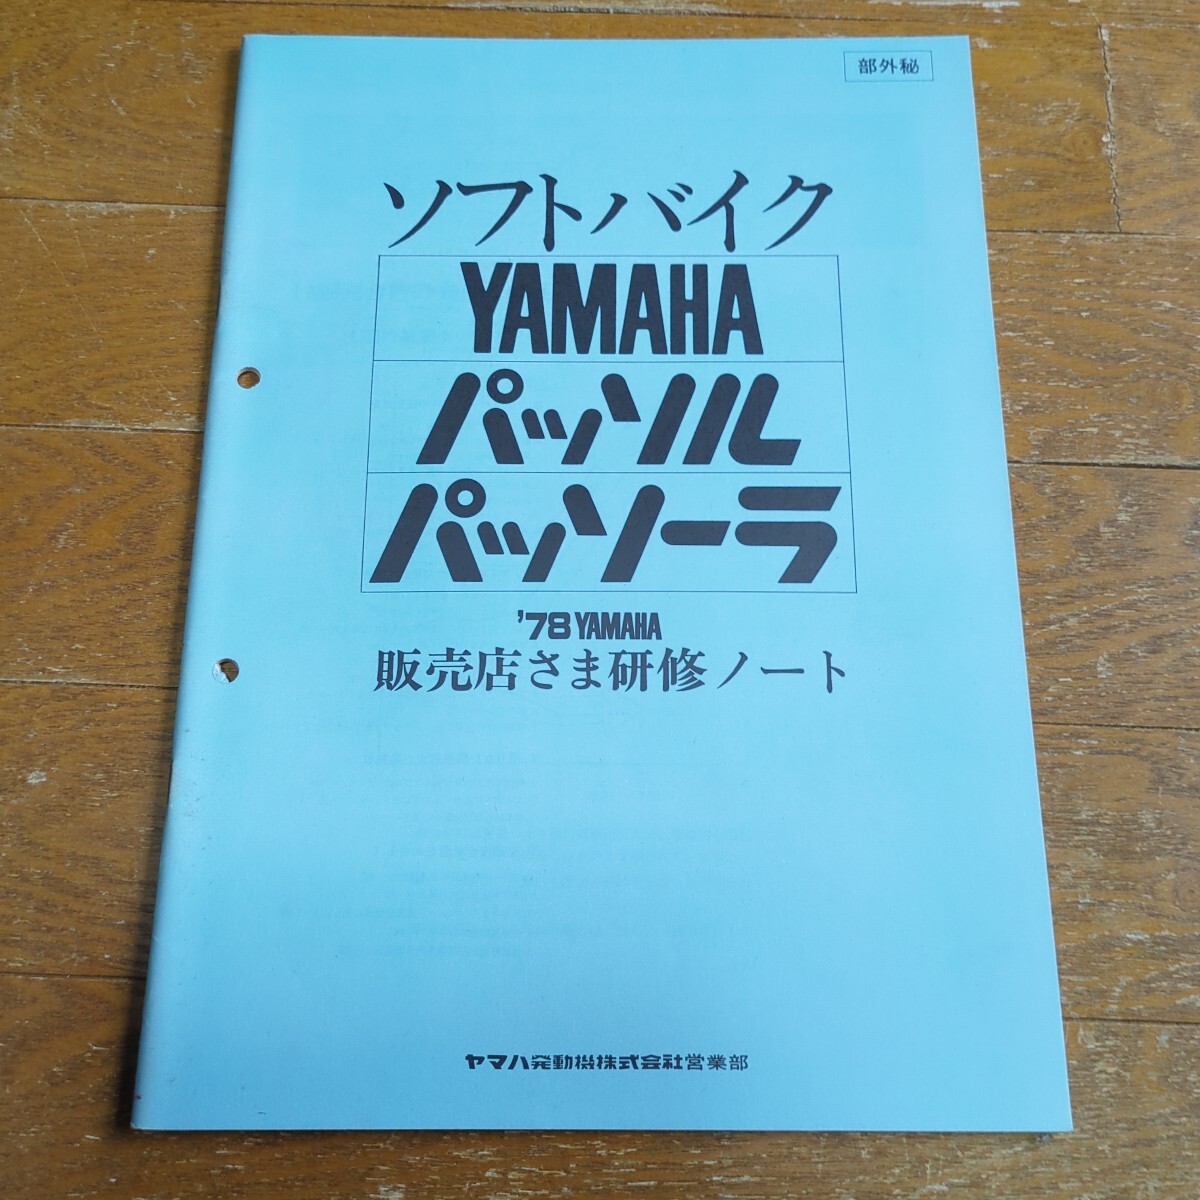 部外秘
ソフトバイク
YAMAHA
パッソル
パッソーラ
'78 YAMAHA
販売店さま研修ノート
ヤマハ発動機株式会社営業部